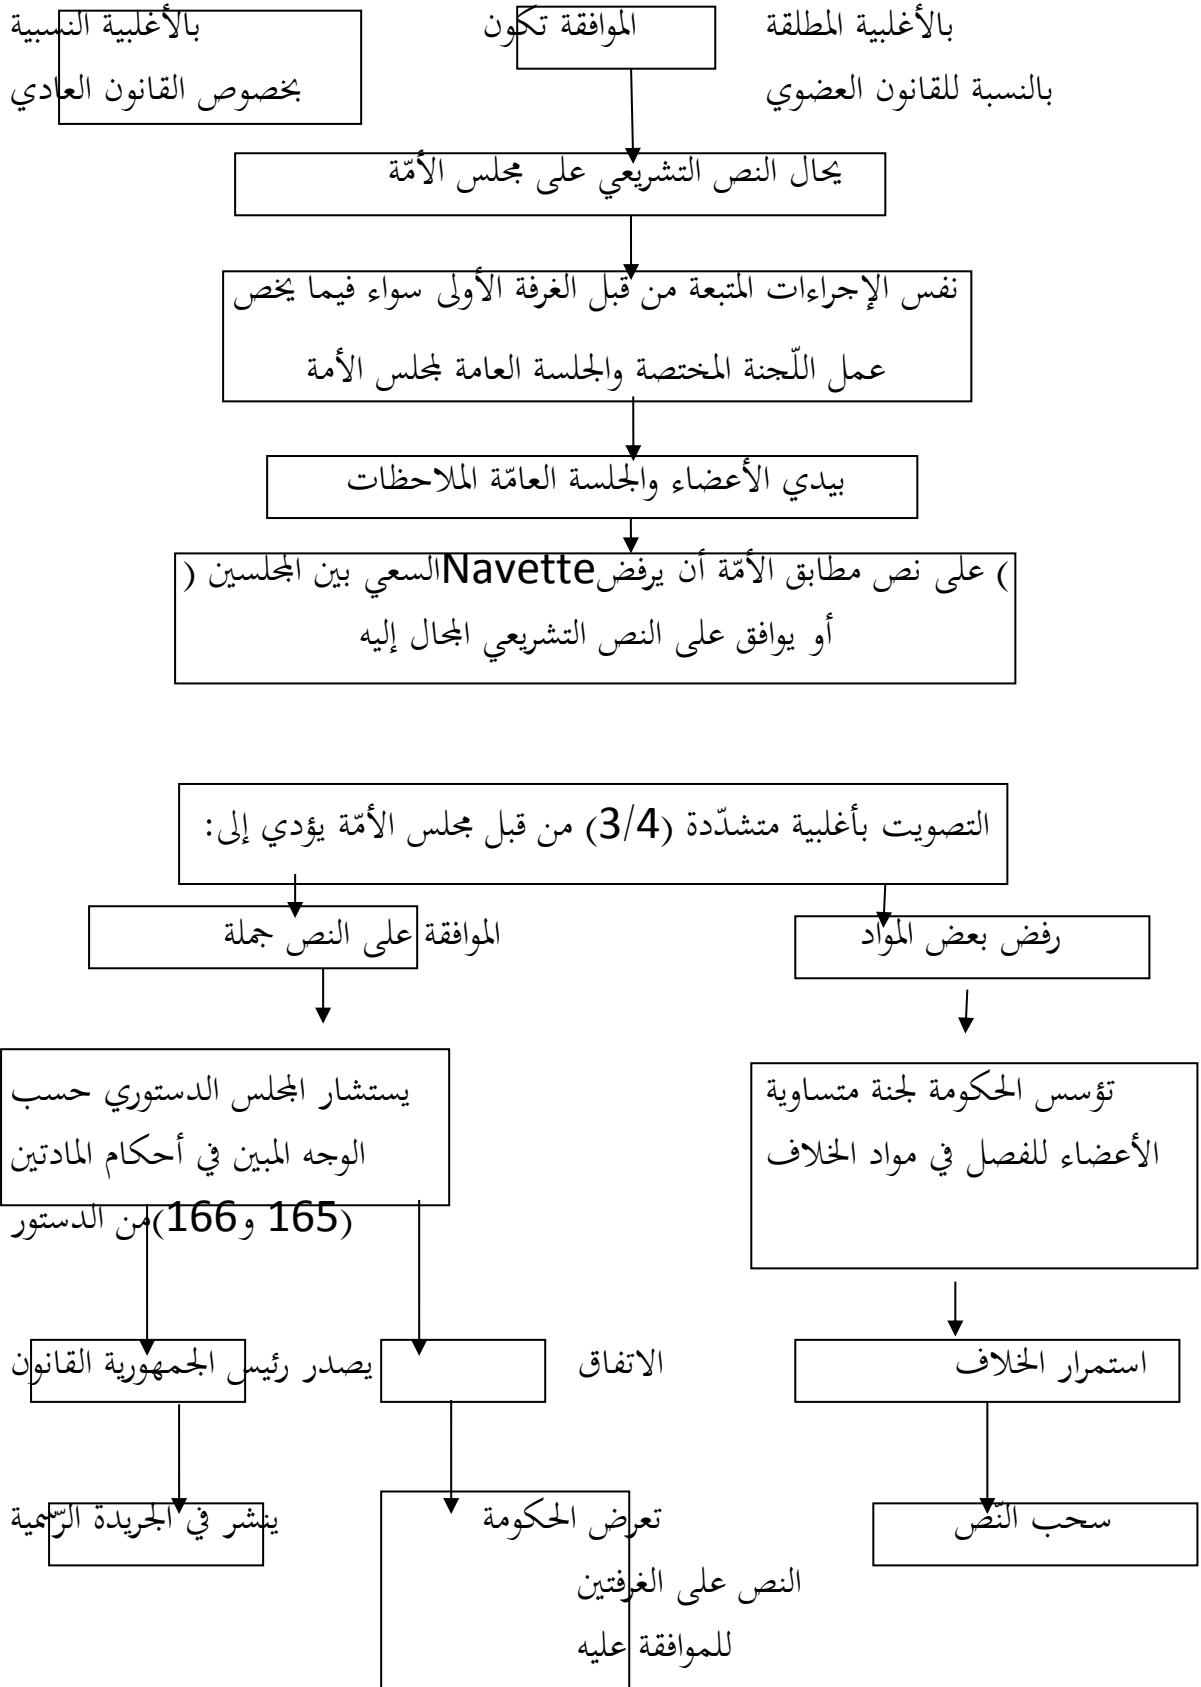 بالأغلبية المطلقة
بالنسبة للقانون العضوي
الموافقة تكون
بالأغلبية النسبية
بخصوص القانون العادي
يحال النص التشريعي على مجلس الأمّة
نفس الإجراءات المتبعة من قبل الغرفة الأولى سواء فيما يخص
عمل اللّجنة المختصة والجلسة العامة لمجلس الأمة
بيدي الأعضاء والجلسة العامّة الملاحظات
) على نص مطابق الأمّة أن يرفضNavetteالسعي بين المجلسين (
أو يوافق على النص التشريعي المحال إليه
التصويت بأغلبية متشدّدة (3/4) من قبل مجلس الأمّة يؤدي إلى:
رفض بعض المواد
الموافقة على النص جملة
تؤسس الحكومة لجنة متساوية
الأعضاء للفصل في مواد الخلاف
يستشار المجلس الدستوري حسب
الوجه المبين في أحكام المادتين
(165 و166)من الدستور
استمرار الخلاف
الاتفاق
يصدر رئيس الجمهورية القانون
سحب النّص
تعرض الحكومة
النص على الغرفتين
للموافقة عليه
ينشر في الجريدة الرّسمية